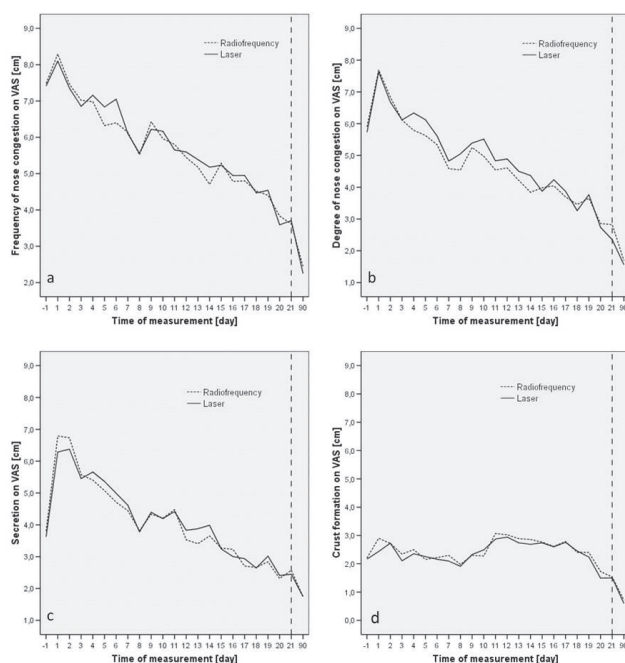 Frequency of nose congestion on VAS [cm]
9,0
8,0
7,0
6,0
5,0
4,0
3,0
2,0
Radiofrequency
Laser
a
-1 1 2 3 4 5 6 7 8 9 10 11 12 13 14 15 16 17 18 19 20 21 90
Time of measurement [day]
Degree of nose congestion on VAS [cm]
9,0
8,0
7,0
6,0
5,0
4,0
3,0
2,0
1,0
Radiofrequency
Laser
b
-1 1 2 3 4 5 6 7 8 9 10 11 12 13 14 15 16 17 18 19 20 21 90
Time of measurement [day]
Secretion on VAS [cm]
9,0
8,0
7,0
6,0
5,0
4,0
3,0
2,0
1,0
Radiofrequency
Laser
c
-1 1 2 3 4 5 6 7 8 9 10 11 12 13 14 15 16 17 18 19 20 21 90
Time of measurement [day]
Crust formation on VAS [cm]
9,0
8,0
7,0
6,0
5,0
4,0
3,0
2,0
1,0
0,0
Radiofrequency
Laser
d
-1 1 2 3 4 5 6 7 8 9 10 11 12 13 14 15 16 17 18 19 20 21 90
Time of measurement [day]